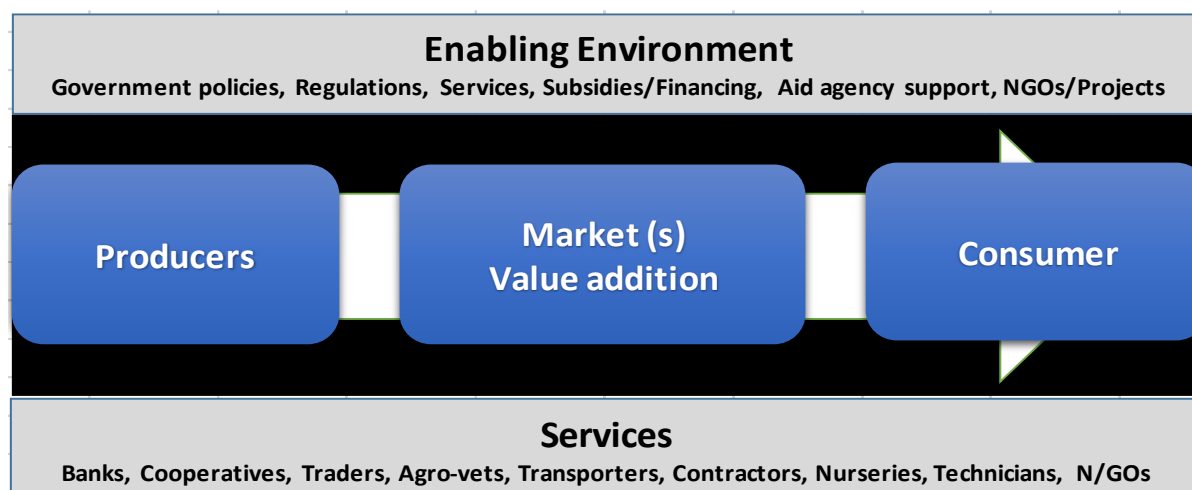 Enabling Environment
Government policies, Regulations, Services, Subsidies/Financing, Aid agency support, NGOs/Projects
Producers
Market (s)
Value addition
Consumer
Services
Banks, Cooperatives, Traders, Agro-vets, Transporters, Contractors, Nurseries, Technicians, N/GOs